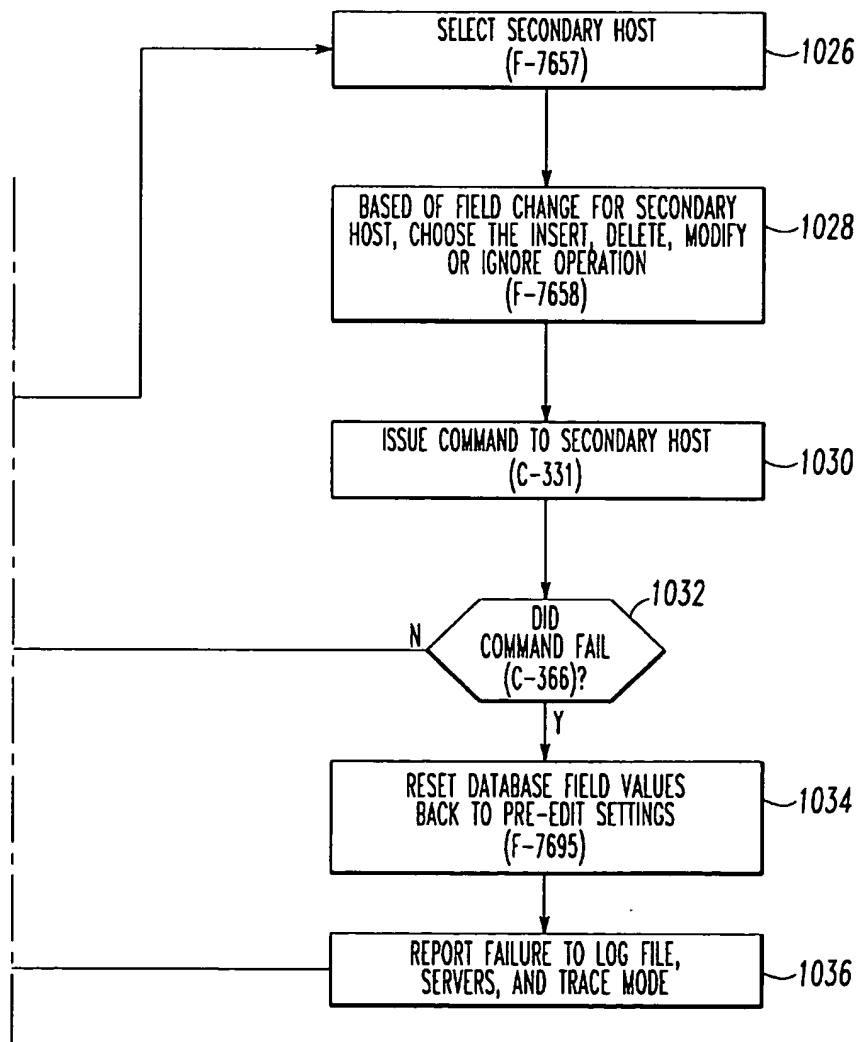 SELECT SECONDARY HOST
(F-7657)
1026
BASED OF FIELD CHANGE FOR SECONDARY
HOST, CHOOSE THE INSERT, DELETE, MODIFY
OR IGNORE OPERATION
(F-7658)
1028
ISSUE COMMAND TO SECONDARY HOST
(C-331)
1030
1032
DID
COMMAND FAIL
(C-366)?
N
Y
RESET DATABASE FIELD VALUES
BACK TO PRE-EDIT SETTINGS
(F-7695)
1034
REPORT FAILURE TO LOG FILE,
SERVERS, AND TRACE MODE
1036